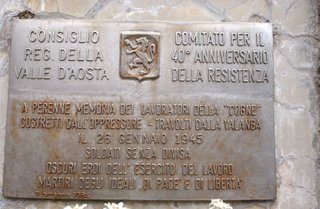 CONSIGLIO
REG. DELLA
VALLE D'AOSTA
COMITATO PER IL
40° ANNIVERSARIO
DELLA RESISTENZA
A PERENNE MEMORIA DEI LAVORATORI DELLA "COGNE"
COSTRETTI DALL'OPPRESSORE - TRAVOLTI DALLA VALANGA
IL 26 GENNAIO 1945
SOLDATI SENZA DIVISA
OSCURI EROI DELL'ESERCITO DEL LAVORO
MARTIRI DEGLI IDEALI DI PACE E DI LIBERTA'